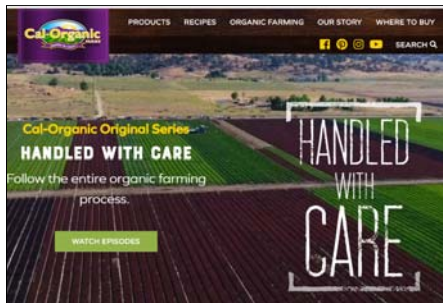 Cal-Organic
FARMS
PRODUCTS RECIPES ORGANIC FARMING OUR STORY WHERE TO BUY
SEARCH
Cal-Organic Original Series
HANDLED WITH CARE
Follow the entire organic farming
process.
WATCH EPISODES
HANDLED
WITH
CARE